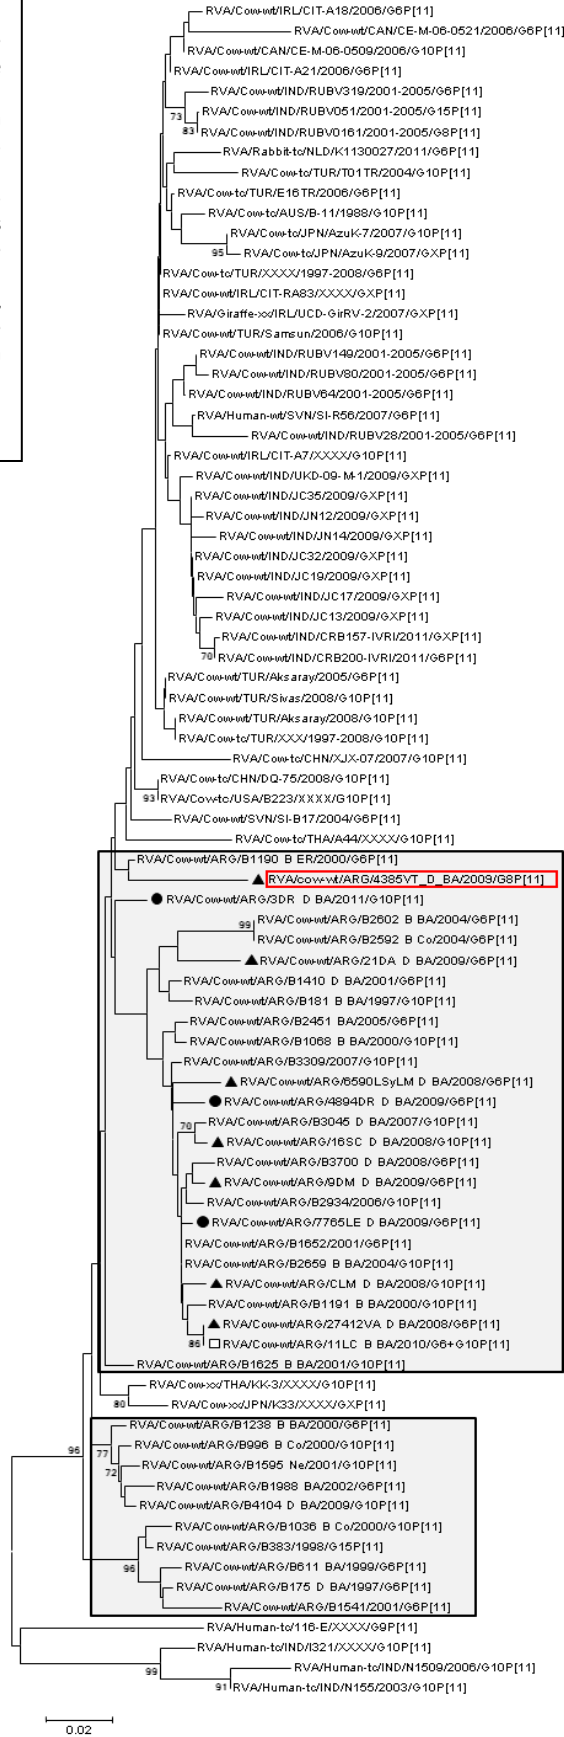 RVA/Cow-wt/IRL/CIT-A18/2006/G6P[11]
RVA/Cow-wt/CAN/CE-M-06-0521/2006/G6P[11]
RVA/Cow-wt/CAN/CE-M-06-0509/2006/G10P[11]
RVA/Cow-wt/IRL/CIT-A21/2006/G6P[11]
RVA/Cow-wt/IND/RUBV319/2001-2005/G6P[11]
73
RVA/Cow-wt/IND/RUBV051/2001-2005/G15P[11]
83
RVA/Cow-wt/IND/RUBV0161/2001-2005/G8P[11]
RVA/Rabbit-tc/NLD/K1130027/2011/G6P[11]
RVA/Cow-tc/TUR/T01TR/2004/G10P[11]
RVA/Cow-tc/TUR/E16TR/2006/G6P[11]
RVA/Cow-tc/AUS/B-11/1988/G10P[11]
RVA/Cow-tc/JPN/AzuK-7/2007/G10P[11]
95
RVA/Cow-tc/JPN/AzuK-9/2007/GXP[11]
RVA/Cow-tc/TUR/XXXX/1997-2008/G6P[11]
RVA/Cow-wt/IRL/CIT-RA83/XXXX/GXP[11]
RVA/Giraffe-xx/IRL/UCD-GirRV-2/2007/GXP[11]
RVA/Cow-wt/TUR/Samsun/2006/G10P[11]
RVA/Cow-wt/IND/RUBV149/2001-2005/G6P[11]
RVA/Cow-wt/IND/RUBV80/2001-2005/G6P[11]
RVA/Cow-wt/IND/RUBV64/2001-2005/G6P[11]
RVA/Human-wt/SVN/SI-R56/2007/G6P[11]
RVA/Cow-wt/IND/RUBV28/2001-2005/G6P[11]
RVA/Cow-wt/IRL/CIT-A7/XXXX/G10P[11]
RVA/Cow-wt/IND/UKD-09-M-1/2009/GXP[11]
RVA/Cow-wt/IND/JC35/2009/GXP[11]
RVA/Cow-wt/IND/JN12/2009/GXP[11]
RVA/Cow-wt/IND/JN14/2009/GXP[11]
RVA/Cow-wt/IND/JC32/2009/GXP[11]
RVA/Cow-wt/IND/JC19/2009/GXP[11]
RVA/Cow-wt/IND/JC17/2009/GXP[11]
RVA/Cow-wt/IND/JC13/2009/GXP[11]
RVA/Cow-wt/IND/CRB157-IVRI/2011/GXP[11]
70
RVA/Cow-wt/IND/CRB200-IVRI/2011/G6P[11]
RVA/Cow-wt/TUR/Aksaray/2005/G6P[11]
RVA/Cow-wt/TUR/Sivas/2008/G10P[11]
RVA/Cow-wt/TUR/Aksaray/2008/G10P[11]
RVA/Cow-tc/TUR/XXX/1997-2008/G10P[11]
RVA/Cow-tc/CHN/XJX-07/2007/G10P[11]
RVA/Cow-tc/CHN/DQ-75/2008/G10P[11]
93
RVA/Cow-tc/USA/B223/XXXX/G10P[11]
RVA/Cow-wt/SVN/SI-B17/2004/G6P[11]
RVA/Cow-tc/THA/A44/XXXX/G10P[11]
RVA/Cow-wt/ARG/B1190 B ER/2000/G6P[11]
RVA/cow-wt/ARG/4385VT_D_BA/2009/G8P[11]
RVA/Cow-wt/ARG/3DR D BA/2011/G10P[11]
RVA/Cow-wt/ARG/B2602 B BA/2004/G6P[11]
99
RVA/Cow-wt/ARG/B2592 B Co/2004/G6P[11]
RVA/Cow-wt/ARG/21DA D BA/2009/G6P[11]
RVA/Cow-wt/ARG/B1410 D BA/2001/G6P[11]
RVA/Cow-wt/ARG/B181 B BA/1997/G10P[11]
RVA/Cow-wt/ARG/B2451 BA/2005/G6P[11]
RVA/Cow-wt/ARG/B1068 B BA/2000/G10P[11]
RVA/Cow-wt/ARG/B3309/2007/G10P[11]
RVA/Cow-wt/ARG/6590LSyLM D BA/2008/G6P[11]
RVA/Cow-wt/ARG/4894DR D BA/2009/G6P[11]
RVA/Cow-wt/ARG/B3045 D BA/2007/G10P[11]
70
RVA/Cow-wt/ARG/16SC D BA/2008/G10P[11]
RVA/Cow-wt/ARG/B3700 D BA/2008/G6P[11]
RVA/Cow-wt/ARG/9DM D BA/2009/G6P[11]
RVA/Cow-wt/ARG/B2934/2006/G10P[11]
RVA/Cow-wt/ARG/7765LE D BA/2009/G6P[11]
RVA/Cow-wt/ARG/B1652/2001/G6P[11]
RVA/Cow-wt/ARG/B2659 B BA/2004/G10P[11]
RVA/Cow-wt/ARG/CLM D BA/2008/G10P[11]
RVA/Cow-wt/ARG/B1191 B BA/2000/G10P[11]
RVA/Cow-wt/ARG/27412VA D BA/2008/G6P[11]
86
RVA/Cow-wt/ARG/11LC B BA/2010/G6+G10P[11]
RVA/Cow-wt/ARG/B1625 B BA/2001/G10P[11]
RVA/Cow-xx/THA/KK-3/XXXX/G10P[11]
80
RVA/Cow-xx/JPN/K33/XXXX/GXP[11]
RVA/Cow-wt/ARG/B1238 B BA/2000/G6P[11]
96
77
RVA/Cow-wt/ARG/B996 B Co/2000/G10P[11]
RVA/Cow-wt/ARG/B1595 Ne/2001/G10P[11]
72
RVA/Cow-wt/ARG/B1988 BA/2002/G6P[11]
RVA/Cow-wt/ARG/B4104 D BA/2009/G10P[11]
RVA/Cow-wt/ARG/B1036 B Co/2000/G10P[11]
RVA/Cow-wt/ARG/B383/1998/G15P[11]
96
RVA/Cow-wt/ARG/B611 BA/1999/G6P[11]
RVA/Cow-wt/ARG/B175 D BA/1997/G6P[11]
RVA/Cow-wt/ARG/B1541/2001/G6P[11]
RVA/Human-tc/116-E/XXXX/G9P[11]
RVA/Human-tc/IND/I321/XXXX/G10P[11]
99
RVA/Human-tc/IND/N1509/2006/G10P[11]
91
RVA/Human-tc/IND/N155/2003/G10P[11]
0.02